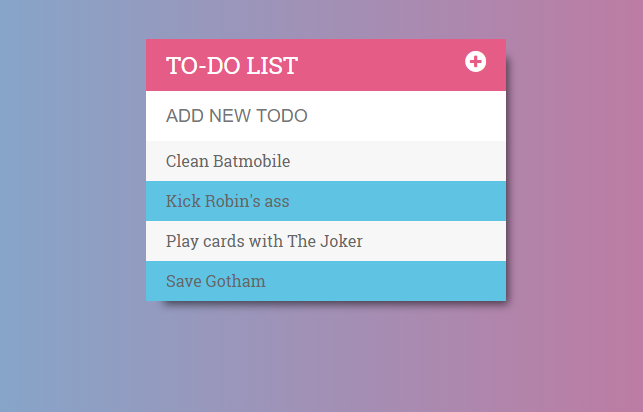 TO-DO LIST
ADD NEW TODO
Clean Batmobile
Kick Robin's ass
Play cards with The Joker
Save Gotham